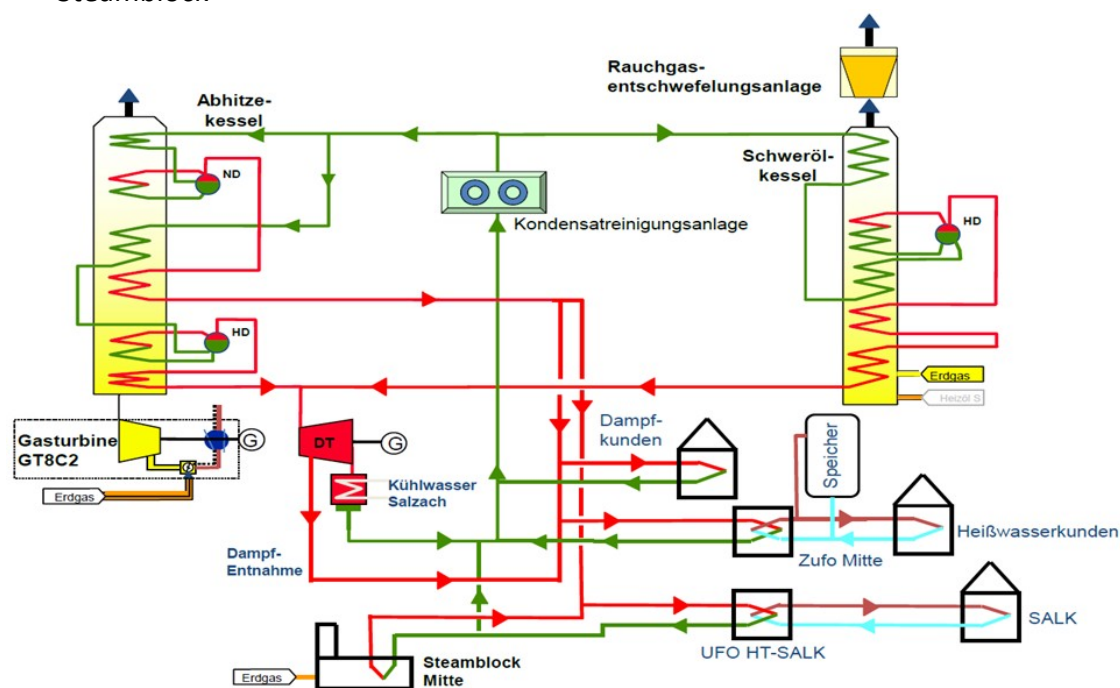 Rauchgas-
entschwefelungsanlage
Abhitze-
kessel
Schweröl-
kessel
ND
HD
Kondensatreinigungsanlage
HD
Erdgas
Heizöl S
Gasturbine
GT8C2
G
DT
G
Dampf-
kunden
Speicher
Kühlwasser
Salzach
Erdgas
Heißwasserkunden
Zufo Mitte
Dampf-
Entnahme
SALK
UFO HT-SALK
Steamblock
Mitte
Erdgas